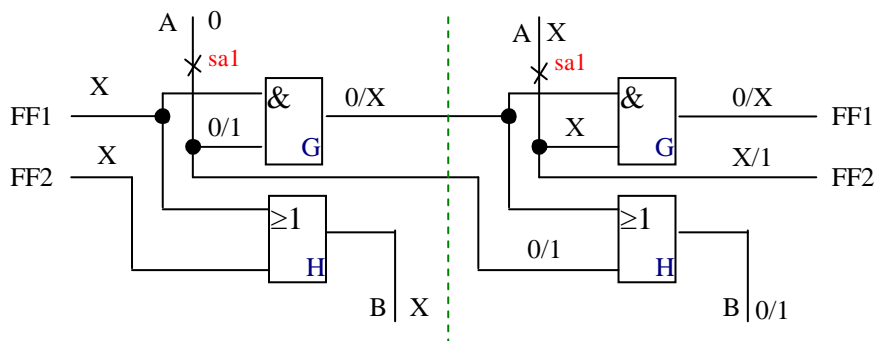 A 0
A X
sa1
sa1
X
&
0/X
&
0/X
FF1
FF1
0/1
G
X
G
X
X/1
FF2
FF2
≥1
≥1
0/1
H
H
B X
B 0/1